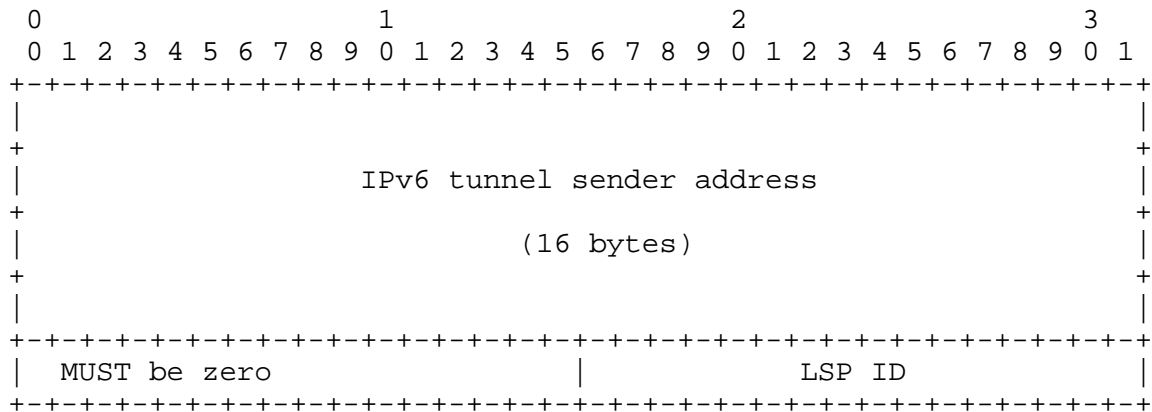 0                   1                   2                   3
 0 1 2 3 4 5 6 7 8 9 0 1 2 3 4 5 6 7 8 9 0 1 2 3 4 5 6 7 8 9 0 1
+-+-+-+-+-+-+-+-+-+-+-+-+-+-+-+-+-+-+-+-+-+-+-+-+-+-+-+-+-+-+-+-+
|                                                               |
+                                                               +
|                   IPv6 tunnel sender address                  |
+                                                               +
|                            (16 bytes)                         |
+                                                               +
|                                                               |
+-+-+-+-+-+-+-+-+-+-+-+-+-+-+-+-+-+-+-+-+-+-+-+-+-+-+-+-+-+-+-+-+
|  MUST be zero                 |            LSP ID             |
+-+-+-+-+-+-+-+-+-+-+-+-+-+-+-+-+-+-+-+-+-+-+-+-+-+-+-+-+-+-+-+-+